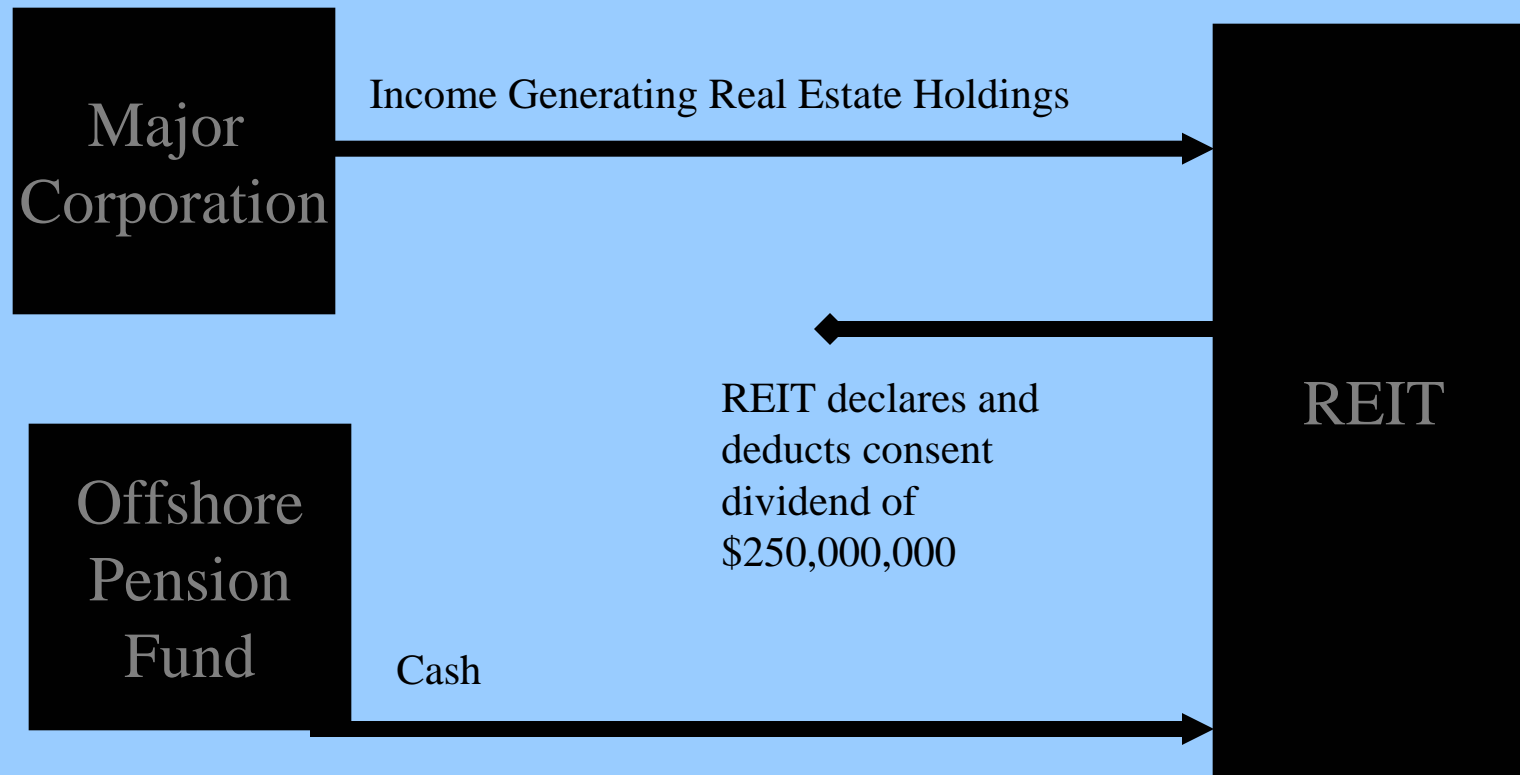 Major
Corporation
Income Generating Real Estate Holdings
REIT declares and
deducts consent
dividend of
$250,000,000
REIT
Offshore
Pension
Fund
Cash